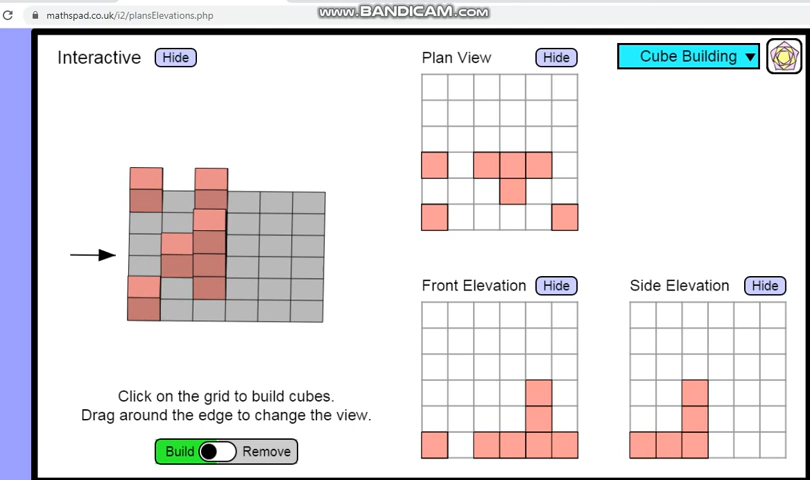 mathspad.co.uk/i2/plansElevations.php
www.BANDICAM.com
Interactive
Hide
Plan View
Hide
Cube Building
Front Elevation
Hide
Side Elevation
Hide
Click on the grid to build cubes.
Drag around the edge to change the view.
Build
Remove